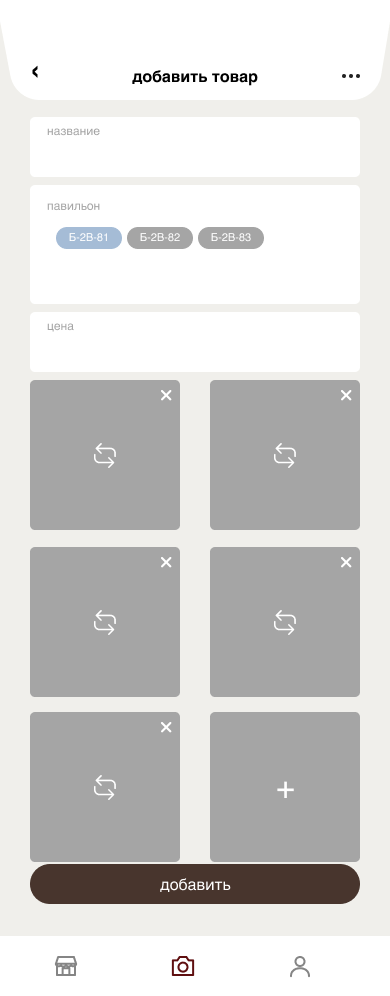 добавить товар
название
павильон
Б-2В-81 Б-2В-82 Б-2В-83
цена
добавить